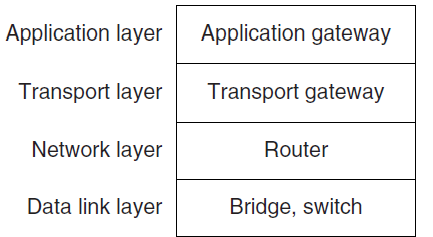 Application layer Application gateway
Transport layer Transport gateway
Network layer Router
Data link layer Bridge, switch